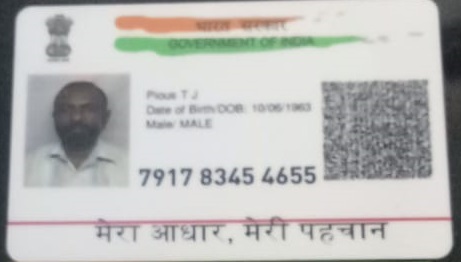 भारत सरकार
GOVERNMENT OF INDIA
Pious T J
Date of Birth/DOB: 10/06/1963
Male/ MALE
7917 8345 4655
मेरा आधार, मेरी पहचान